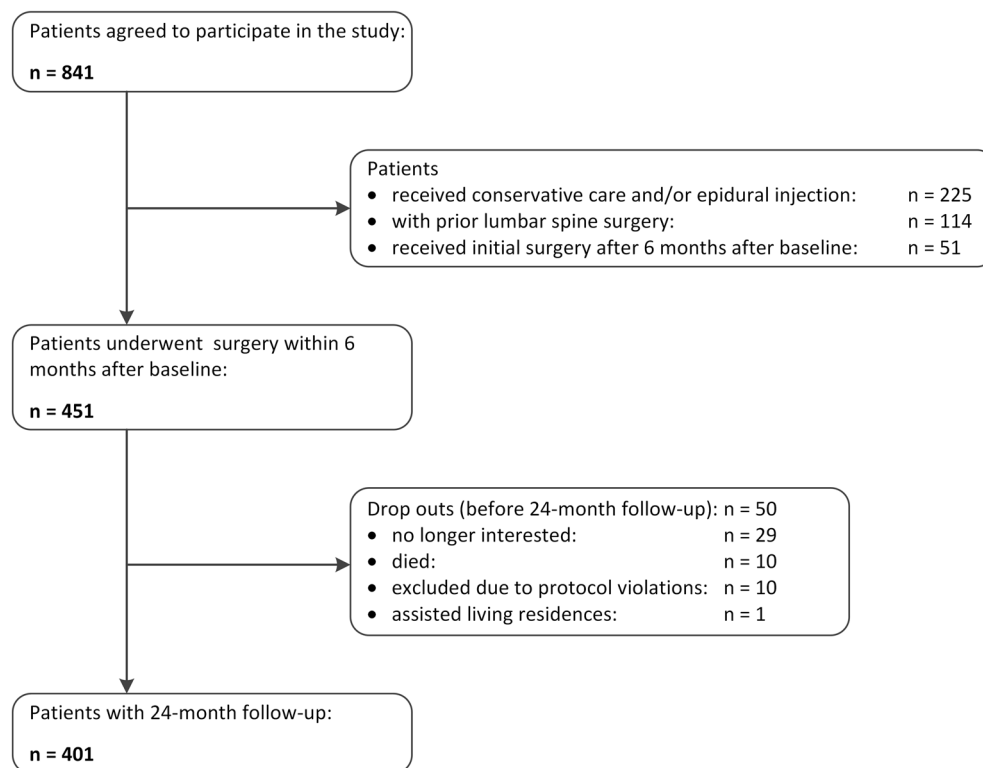 Patients agreed to participate in the study:
n = 841
Patients
• received conservative care and/or epidural injection: n = 225
• with prior lumbar spine surgery: n = 114
• received initial surgery after 6 months after baseline: n = 51
Patients underwent surgery within 6
months after baseline:
n = 451
Drop outs (before 24-month follow-up): n = 50
• no longer interested: n = 29
• died: n = 10
• excluded due to protocol violations: n = 10
• assisted living residences: n = 1
Patients with 24-month follow-up:
n = 401